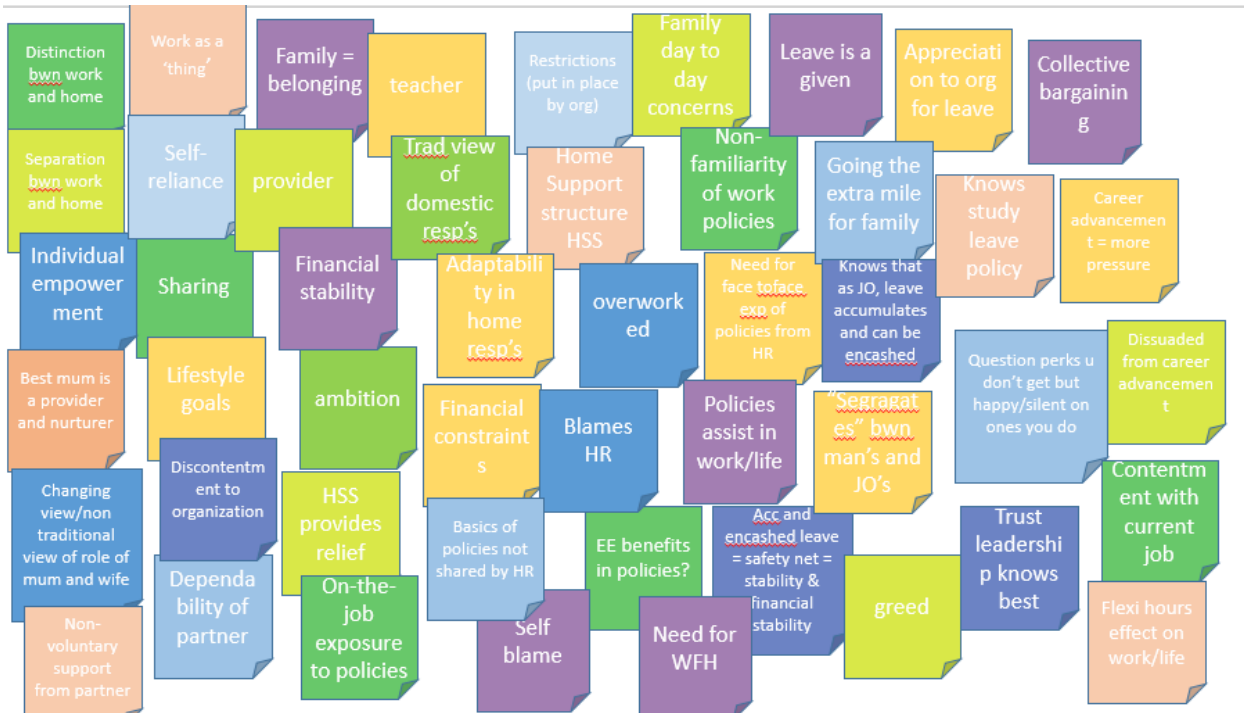 Distinction
bwn work
and home
Work as a
'thing'
Family =
belonging
teacher
Restrictions
(put in place
by org)
Family
day to
day
concerns
Leave is a
given
Appreciati
on to org
for leave
Collective
bargainin
g
Separation
bwn work
and home
Self-
reliance
provider
Trad view
of
domestic
resp's
Home
Support
structure
HSS
Non-
familiarity
of work
policies
Going the
extra mile
for family
Knows
study
leave
policy
Career
advancemen
t = more
pressure
Individual
empower
ment
Sharing
Financial
stability
Adaptabili
ty in
home
resp's
overwork
ed
Need for
face toface
exp of
policies from
HR
Knows that
as JO, leave
accumulates
and can be
encashed
Question perks u
don't get but
happy/silent on
ones you do
Dissuaded
from career
advancemen
t
Best mum is
a provider
and nurturer
Lifestyle
goals
ambition
Financial
constraint
s
Blames
HR
Policies
assist in
work/life
"Segragat
es" bwn
man's and
JO's
Contentm
ent with
current
job
Changing
view/non
traditional
view of role of
mum and wife
Discontentm
ent to
organization
HSS
provides
relief
Basics of
policies not
shared by HR
EE benefits
in policies?
Acc and
encashed leave
= safety net =
stability &
financial
stability
greed
Trust
leadershi
p knows
best
Flexi hours
effect on
work/life
Non-
voluntary
support
from partner
Dependa
bility of
partner
On-the-
job
exposure
to policies
Self
blame
Need for
WFH